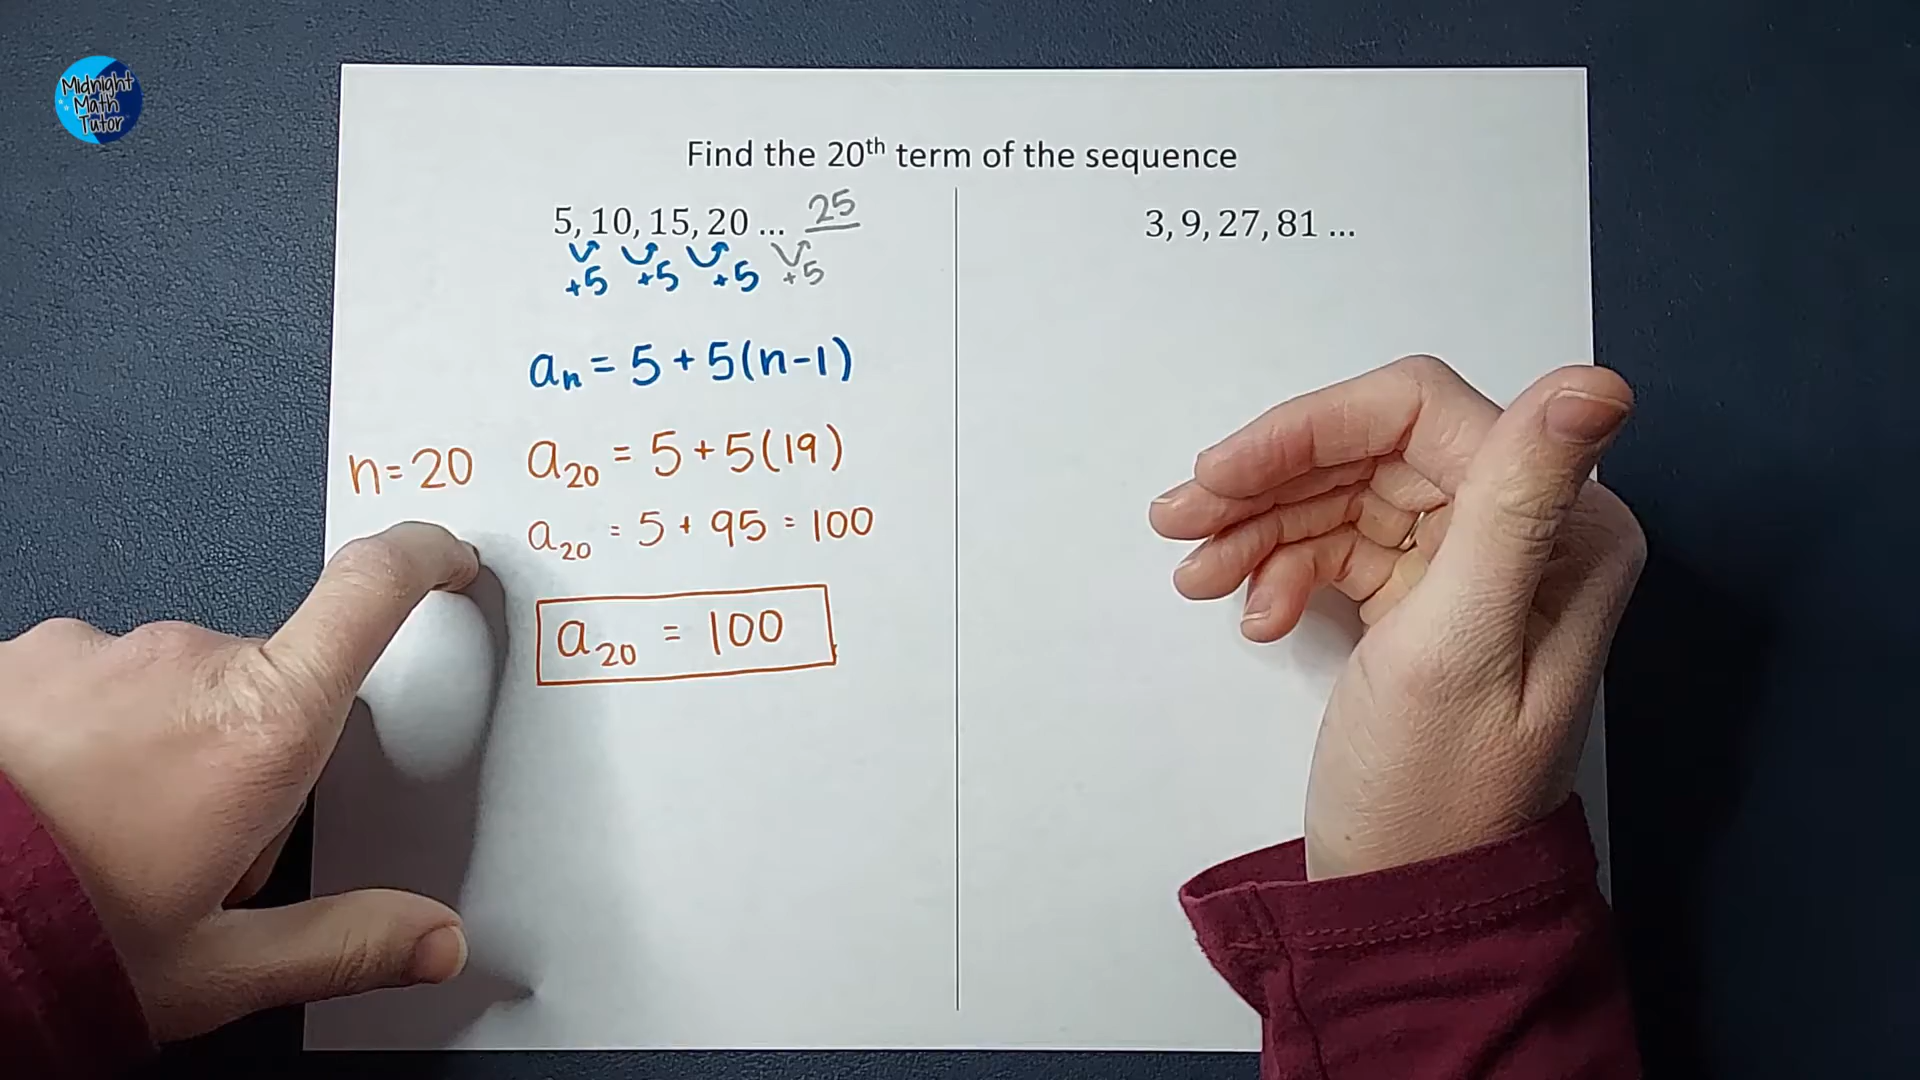 Midnight
Math
Tutor
Find the 20th term of the sequence
5, 10, 15, 20 ... 25
+5 +5 +5 +5
aₙ = 5 + 5(n-1)
n = 20 a₂₀ = 5 + 5(19)
a₂₀ = 5 + 95 = 100
a₂₀ = 100
3, 9, 27, 81 ...